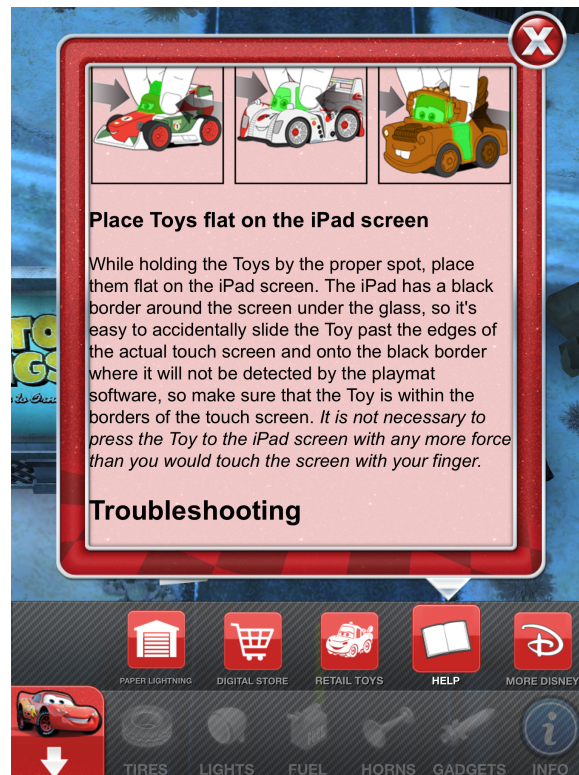 Place Toys flat on the iPad screen
While holding the Toys by the proper spot, place
them flat on the iPad screen. The iPad has a black
border around the screen under the glass, so it's
easy to accidentally slide the Toy past the edges of
the actual touch screen and onto the black border
where it will not be detected by the playmat
software, so make sure that the Toy is within the
borders of the touch screen. It is not necessary to
press the Toy to the iPad screen with any more force
than you would touch the screen with your finger.
Troubleshooting
PAPER LIGHTNING
DIGITAL STORE
RETAIL TOYS
HELP
MORE DISNEY
TIRES
LIGHTS
FUEL
HORNS
GADGETS
INFO